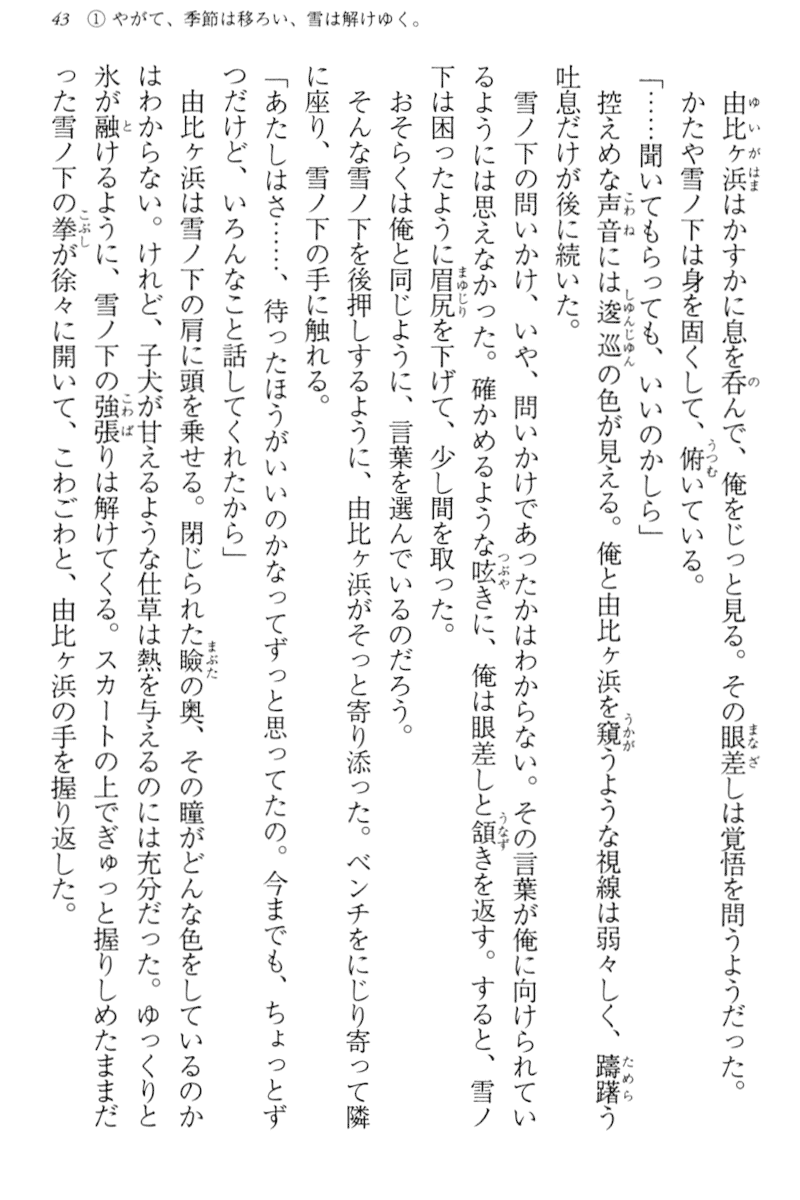 43 ① やがて、季節は移ろい、雪は解けゆく。
由比ヶ浜はかすかに息を呑んで、俺をじっと見る。その眼差しは覚悟を問うようだった。
かたや雪ノ下は身を固くして、俯いている。
「……聞いてもらっても、いいのかしら」
控えめな声音には逡巡の色が見える。俺と由比ヶ浜を窺うような視線は弱々しく、躊躇う
吐息だけが後に続いた。
雪ノ下の問いかけ、いや、問いかけであったかはわからない。その言葉が俺に向けられてい
るようには思えなかった。確かめるような呟きに、俺は眼差しと頷きを返す。すると、雪ノ
下は困ったように眉尻を下げて、少し間を取った。
おそらくは俺と同じように、言葉を選んでいるのだろう。
そんな雪ノ下を後押しするように、由比ヶ浜がそっと寄り添った。ベンチをにじり寄って隣
に座り、雪ノ下の手に触れる。
「あたしはさ……、待ったほうがいいのかなってずっと思ってたの。今までも、ちょっとず
つだけど、いろんなこと話してくれたから」
由比ヶ浜は雪ノ下の肩に頭を乗せる。閉じられた瞼の奥、その瞳がどんな色をしているのか
はわからない。けれど、子犬が甘えるような仕草は熱を与えるのには充分だった。ゆっくりと
氷が融けるように、雪ノ下の強張りは解けてくる。スカートの上でぎゅっと握りしめたままだ
った雪ノ下の拳が徐々に開いて、こわごわと、由比ヶ浜の手を握り返した。